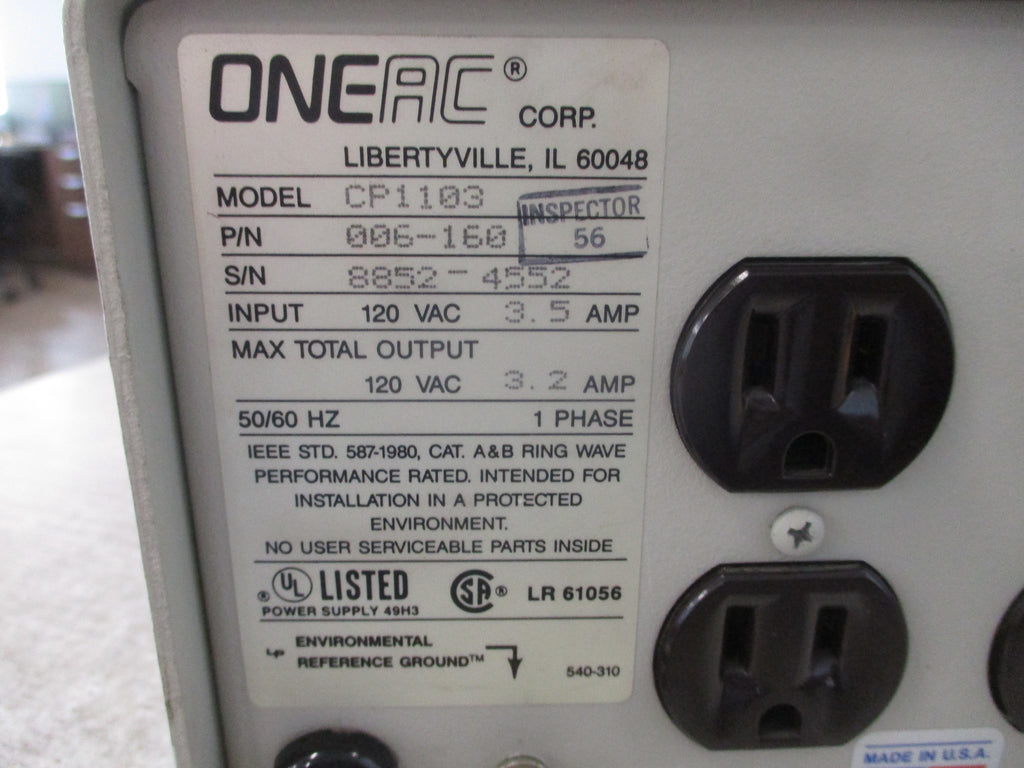 ONEAC® CORP.
LIBERTYVILLE, IL 60048
MODEL CP1103
INSPECTOR
56
P/N 006-160
S/N 8852-4552
INPUT 120 VAC 3.5 AMP
MAX TOTAL OUTPUT
120 VAC 3.2 AMP
50/60 HZ 1 PHASE
IEEE STD. 587-1980, CAT. A&B RING WAVE
PERFORMANCE RATED. INTENDED FOR
INSTALLATION IN A PROTECTED
ENVIRONMENT.
NO USER SERVICEABLE PARTS INSIDE
® UL LISTED SA® LR 61056
POWER SUPPLY 49H3
ENVIRONMENTAL
REFERENCE GROUND™
540-310
MADE IN U.S.A.